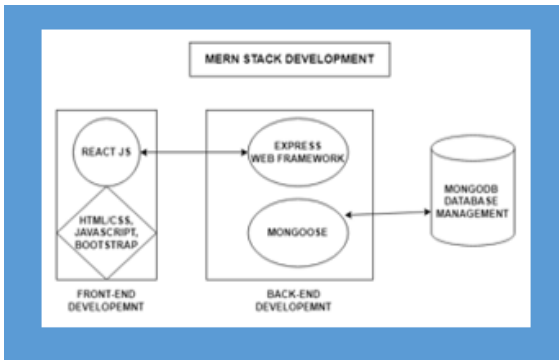 MERN STACK DEVELOPMENT
REACT JS
HTML/CSS,
JAVASCRIPT,
BOOTSTRAP
FRONT-END
DEVELOPEMNT
EXPRESS
WEB FRAMEWORK
MONGOOSE
BACK-END
DEVELOPEMNT
MONGODB
DATABASE
MANAGEMENT